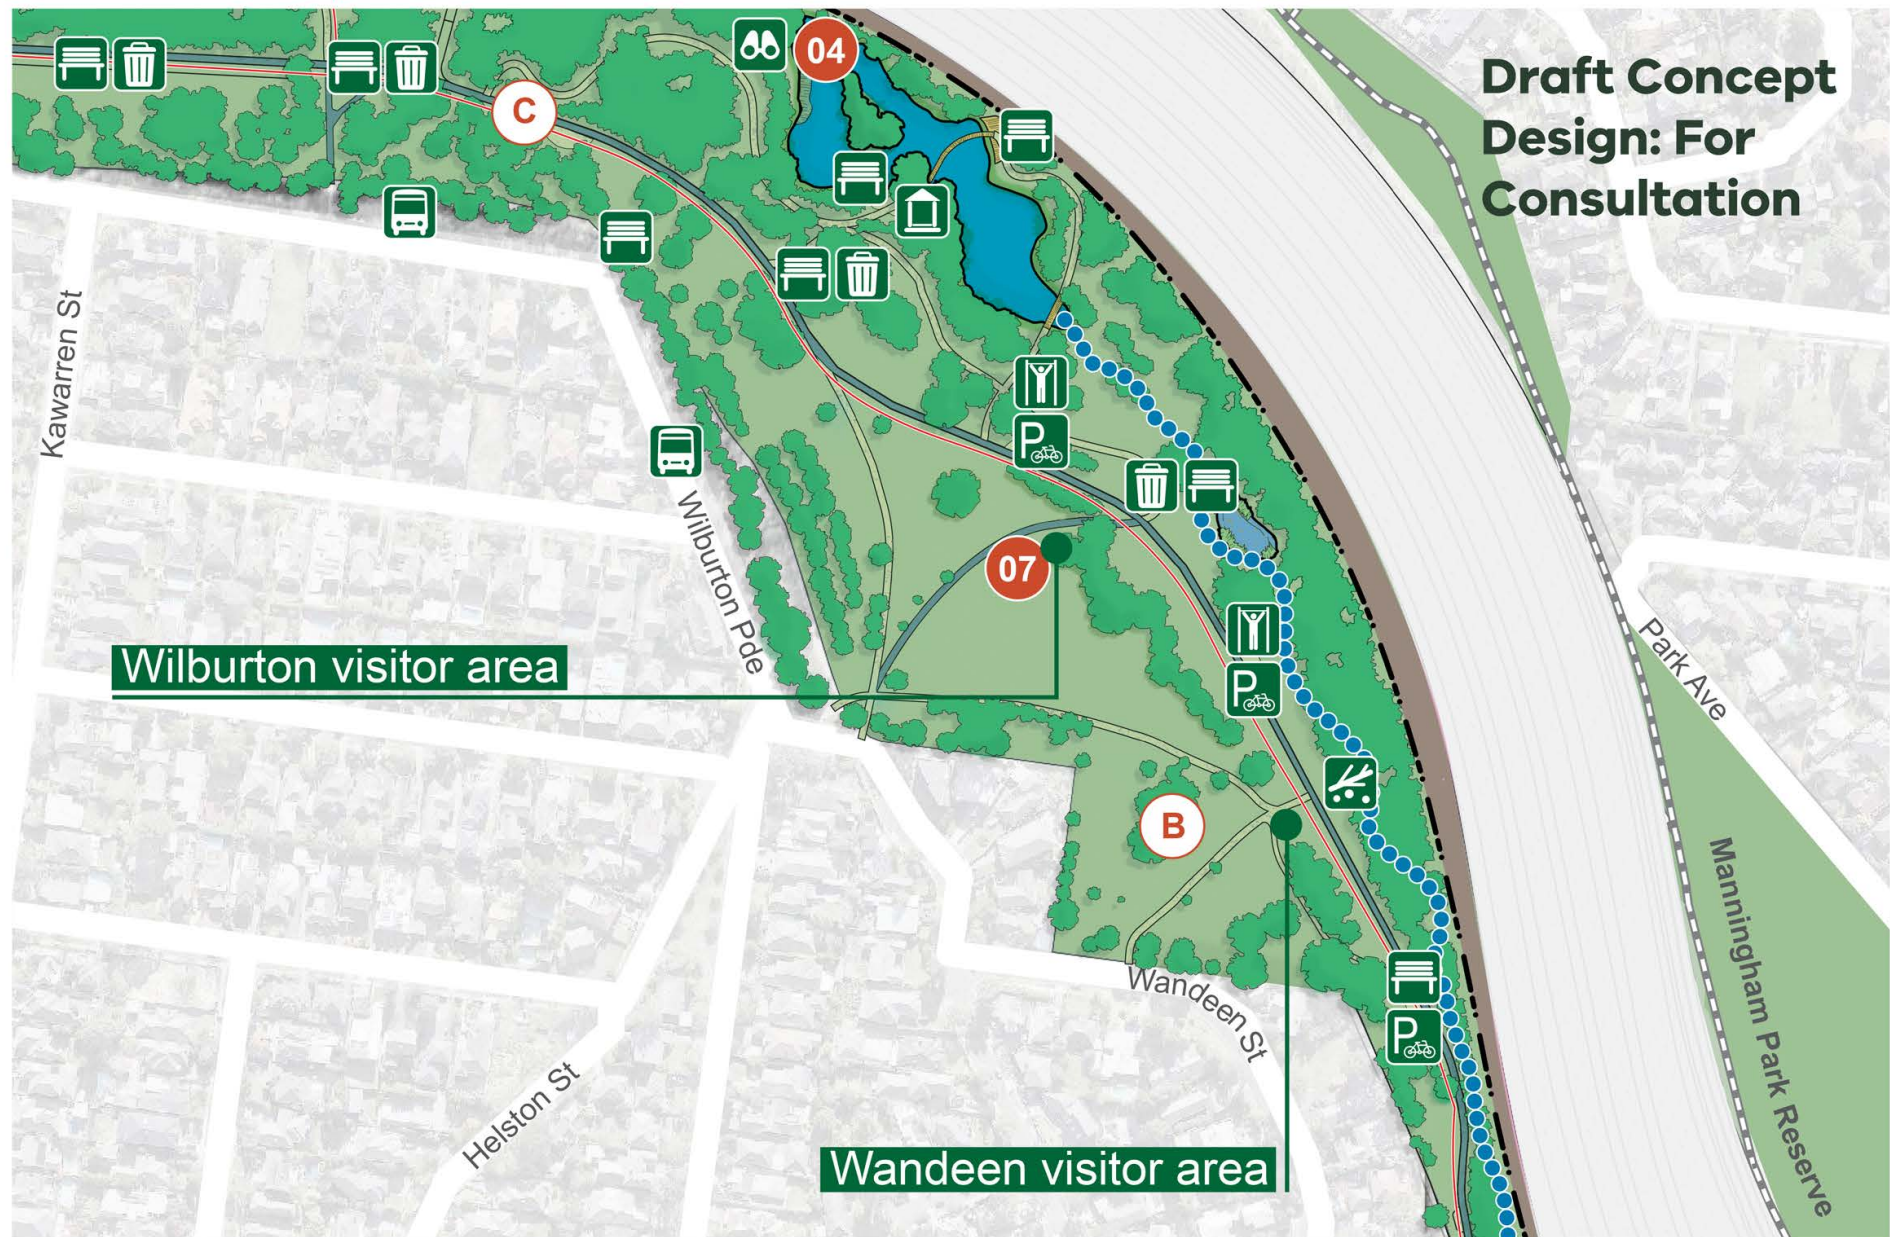 04
Draft Concept
Design: For
Consultation
C
Kawarren St
P
Wilburton Pde
07
Park Ave
Wilburton visitor area
P
B
Manningham Park Reserve
Wandeen St
P
Helston St
Wandeen visitor area